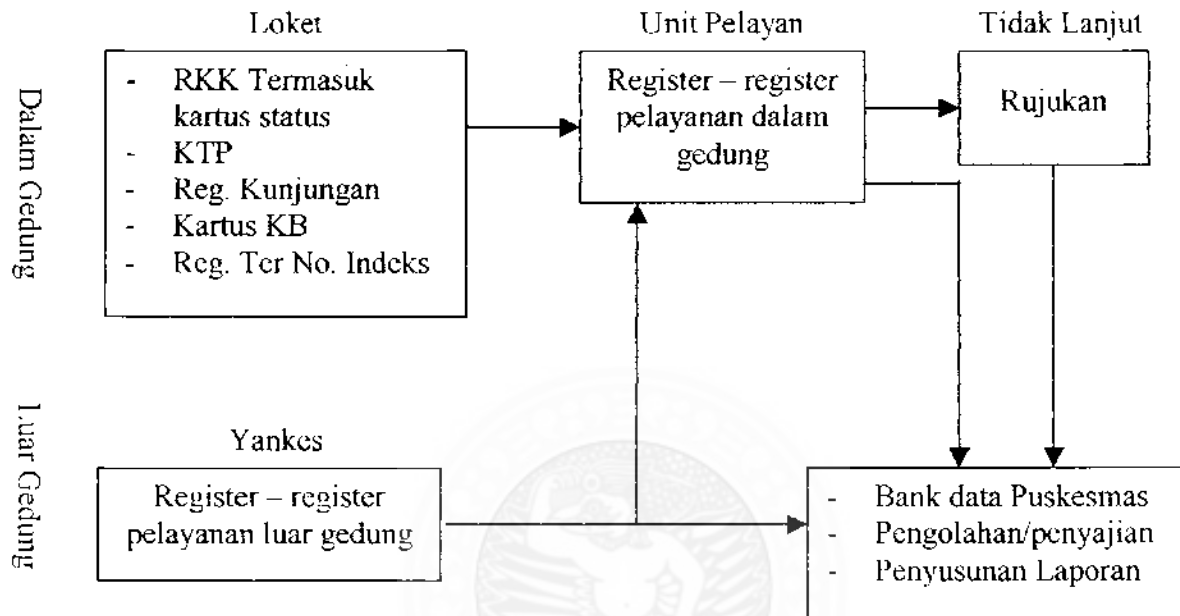 Loket
Unit Pelayan
Tidak Lanjut
Dalam Gedung
- RKK Termasuk
kartus status
- KTP
- Reg. Kunjungan
- Kartus KB
- Reg. Ter No. Indeks
Register – register
pelayanan dalam
gedung
Rujukan
Luar Gedung
Yankes
Register – register
pelayanan luar gedung
- Bank data Puskesmas
- Pengolahan/penyajian
- Penyusunan Laporan